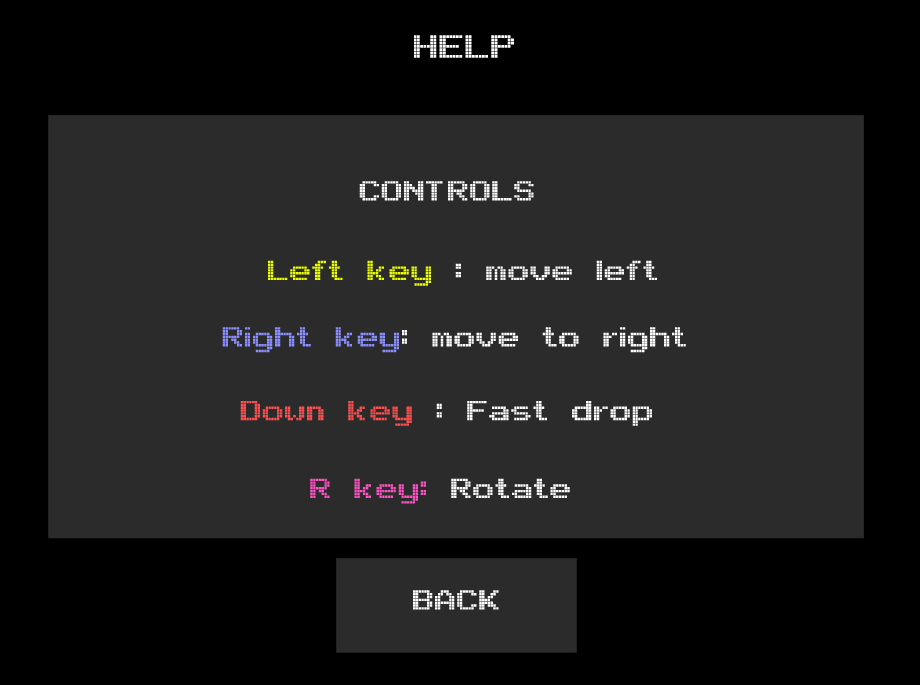 HELP
CONTROLS
Left key : move left
Right key: move to right
Down key : Fast drop
R key: Rotate
BACK